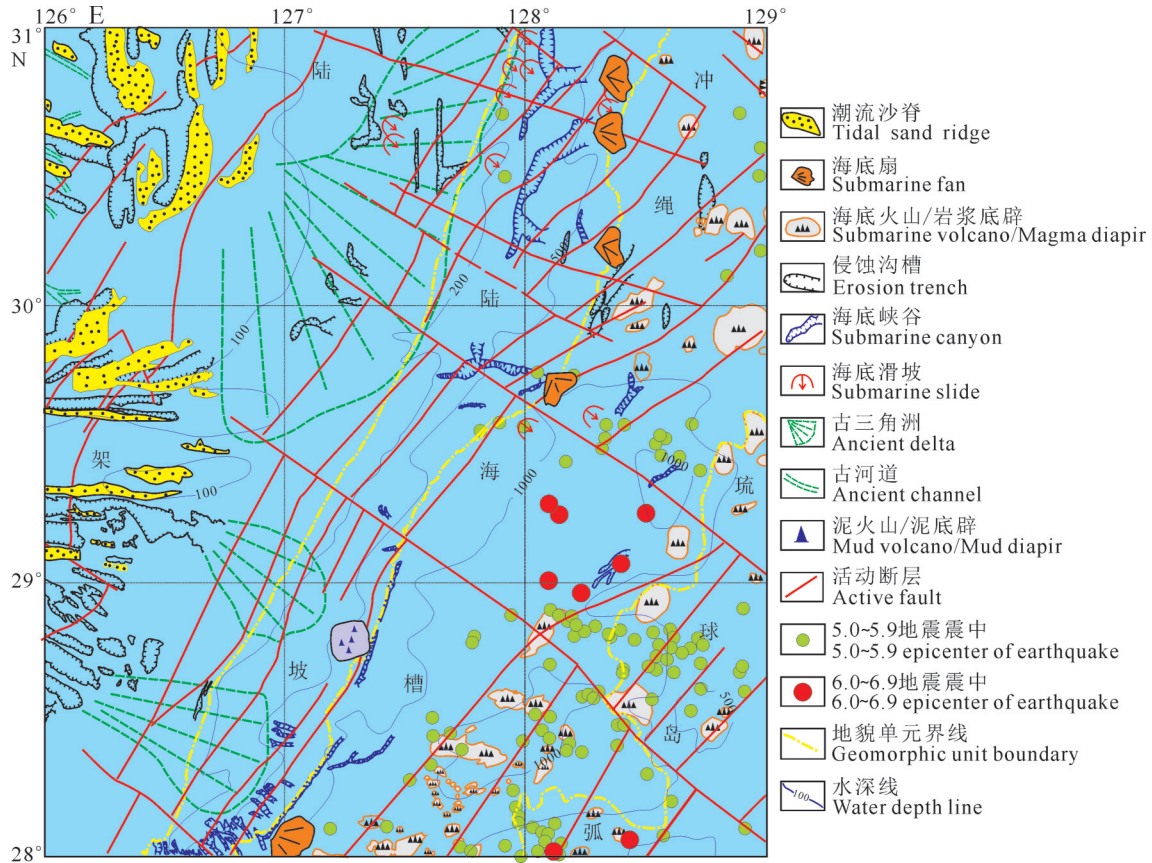 126° E
127°
128°
129°
31°
N
30°
29°
28°
陆
架
陆
坡
冲
绳
海
槽
琉
球
岛
弧
100
200
500
100
1000
1000
1000
500
潮流沙脊
Tidal sand ridge
海底扇
Submarine fan
海底火山/岩浆底辟
Submarine volcano/Magma diapir
侵蚀沟槽
Erosion trench
海底峡谷
Submarine canyon
海底滑坡
Submarine slide
古三角洲
Ancient delta
古河道
Ancient channel
泥火山/泥底辟
Mud volcano/Mud diapir
活动断层
Active fault
5.0~5.9地震震中
5.0~5.9 epicenter of earthquake
6.0~6.9地震震中
6.0~6.9 epicenter of earthquake
地貌单元界线
Geomorphic unit boundary
100
水深线
Water depth line